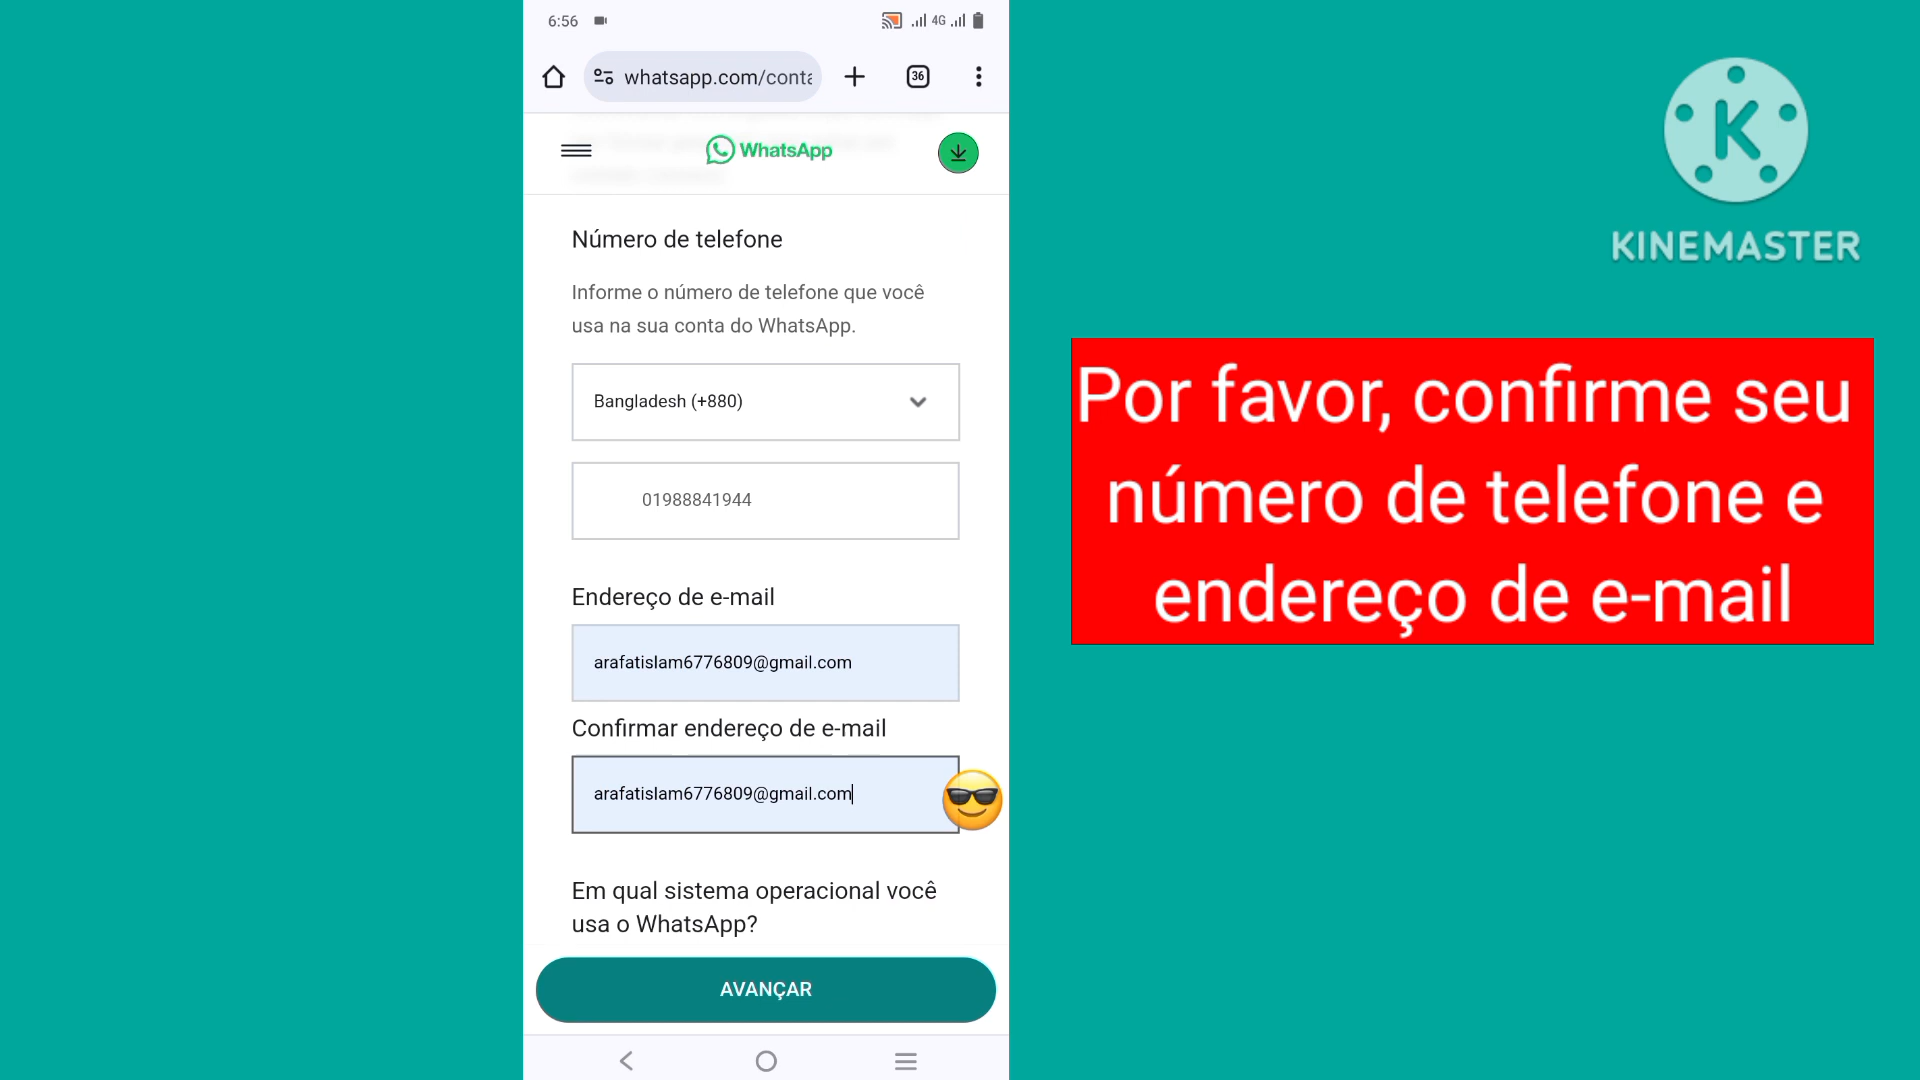 6:56
4G
whatsapp.com/conta
36
WhatsApp
Número de telefone
Informe o número de telefone que você
usa na sua conta do WhatsApp.
Bangladesh (+880)
01988841944
Endereço de e-mail
arafatislam6776809@gmail.com
Confirmar endereço de e-mail
arafatislam6776809@gmail.com
Em qual sistema operacional você
usa o WhatsApp?
AVANÇAR
K
KINEMASTER
Por favor, confirme seu
número de telefone e
endereço de e-mail